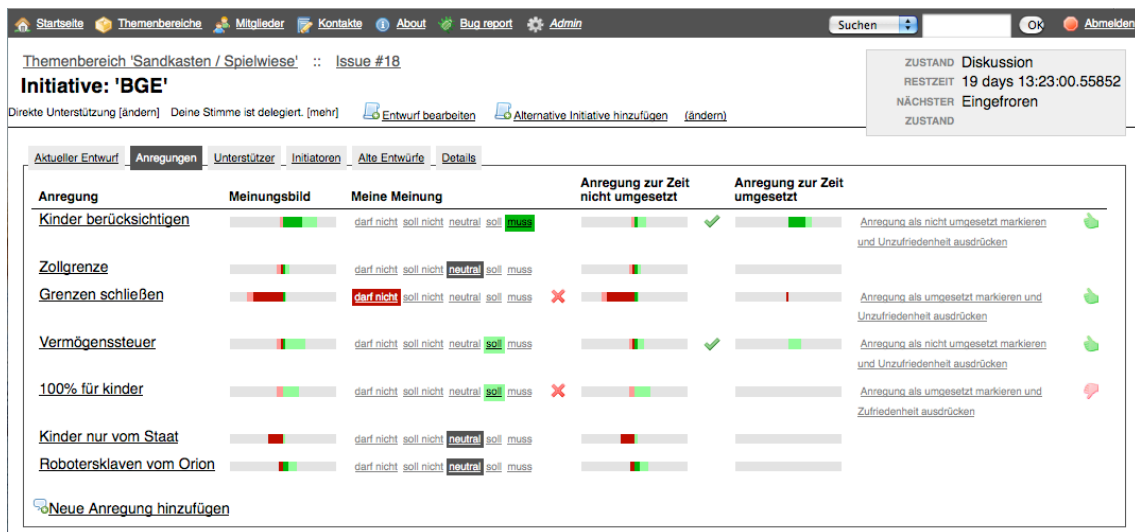 Startseite Themenbereiche Mitglieder Kontakte About Bug report Admin Suchen OK Abmelden
Themenbereich 'Sandkasten / Spielwiese' :: Issue #18
Initiative: 'BGE'
Direkte Unterstützung [ändern] Deine Stimme ist delegiert. [mehr] Entwurf bearbeiten Alternative Initiative hinzufügen (ändern)
ZUSTAND Diskussion
RESTZEIT 19 days 13:23:00.55852
NÄCHSTER Eingefroren
ZUSTAND
Aktueller Entwurf Anregungen Unterstützer Initiatoren Alte Entwürfe Details
Anregung Meinungsbild Meine Meinung Anregung zur Zeit nicht umgesetzt Anregung zur Zeit umgesetzt
Kinder berücksichtigen darf nicht soll nicht neutral soll muss Anregung als nicht umgesetzt markieren
und Unzufriedenheit ausdrücken
Zollgrenze darf nicht soll nicht neutral soll muss
Grenzen schließen darf nicht soll nicht neutral soll muss Anregung als umgesetzt markieren und
Unzufriedenheit ausdrücken
Vermögenssteuer darf nicht soll nicht neutral soll muss Anregung als nicht umgesetzt markieren
und Unzufriedenheit ausdrücken
100% für kinder darf nicht soll nicht neutral soll muss Anregung als umgesetzt markieren und
Zufriedenheit ausdrücken
Kinder nur vom Staat darf nicht soll nicht neutral soll muss
Robotersklaven vom Orion darf nicht soll nicht neutral soll muss
Neue Anregung hinzufügen